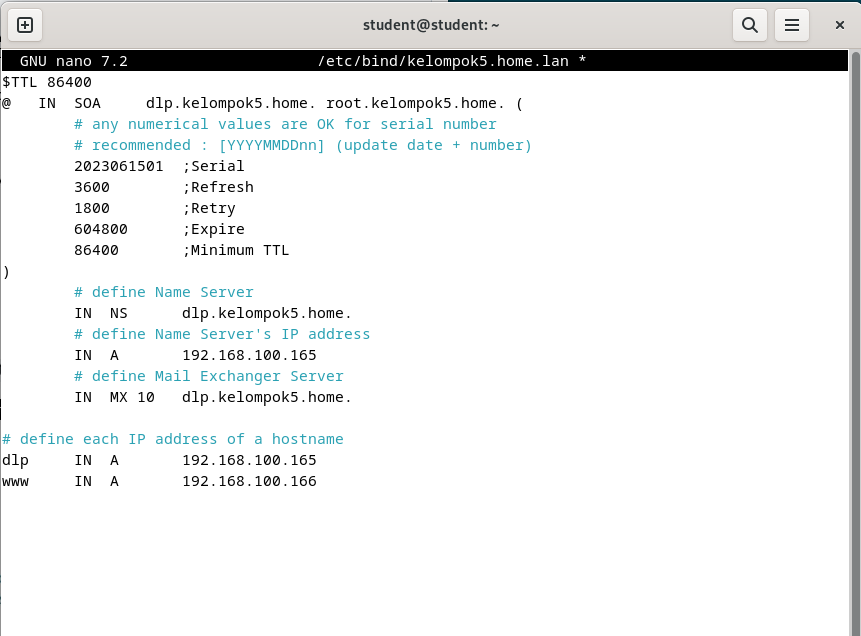 student@student: ~
GNU nano 7.2 /etc/bind/kelompok5.home.lan *
$TTL 86400
@ IN SOA dlp.kelompok5.home. root.kelompok5.home. (
# any numerical values are OK for serial number
# recommended : [YYYYMMDDnn] (update date + number)
2023061501 ;Serial
3600 ;Refresh
1800 ;Retry
604800 ;Expire
86400 ;Minimum TTL
)
# define Name Server
IN NS dlp.kelompok5.home.
# define Name Server's IP address
IN A 192.168.100.165
# define Mail Exchanger Server
IN MX 10 dlp.kelompok5.home.
# define each IP address of a hostname
dlp IN A 192.168.100.165
www IN A 192.168.100.166